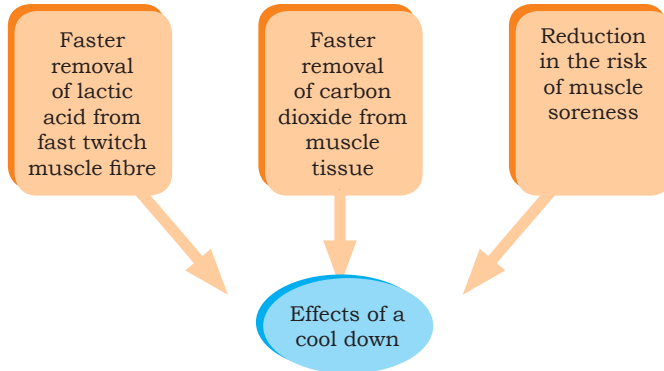 Faster
removal
of lactic
acid from
fast twitch
muscle fibre
Faster
removal
of carbon
dioxide from
muscle
tissue
Reduction
in the risk
of muscle
soreness
Effects of a
cool down